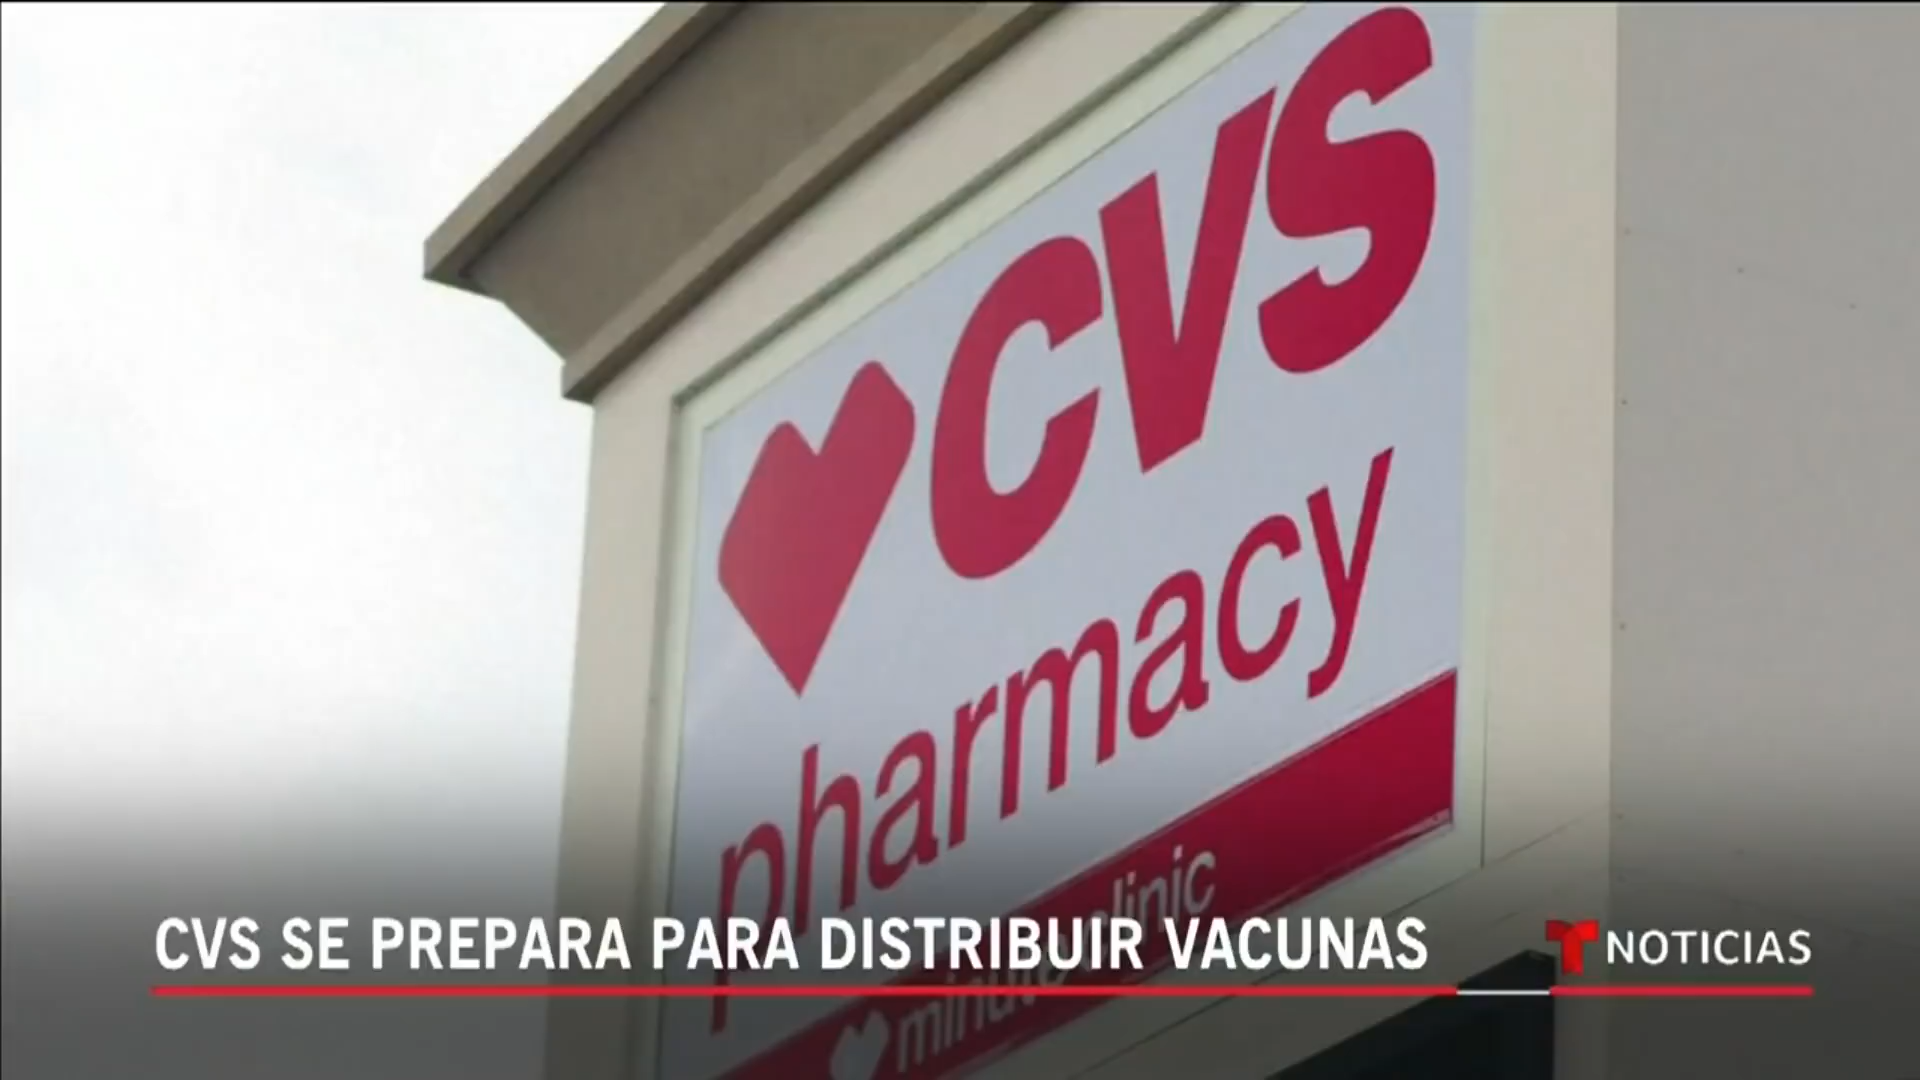 CVS
pharmacy
minuteclinic
CVS SE PREPARA PARA DISTRIBUIR VACUNAS
NOTICIAS